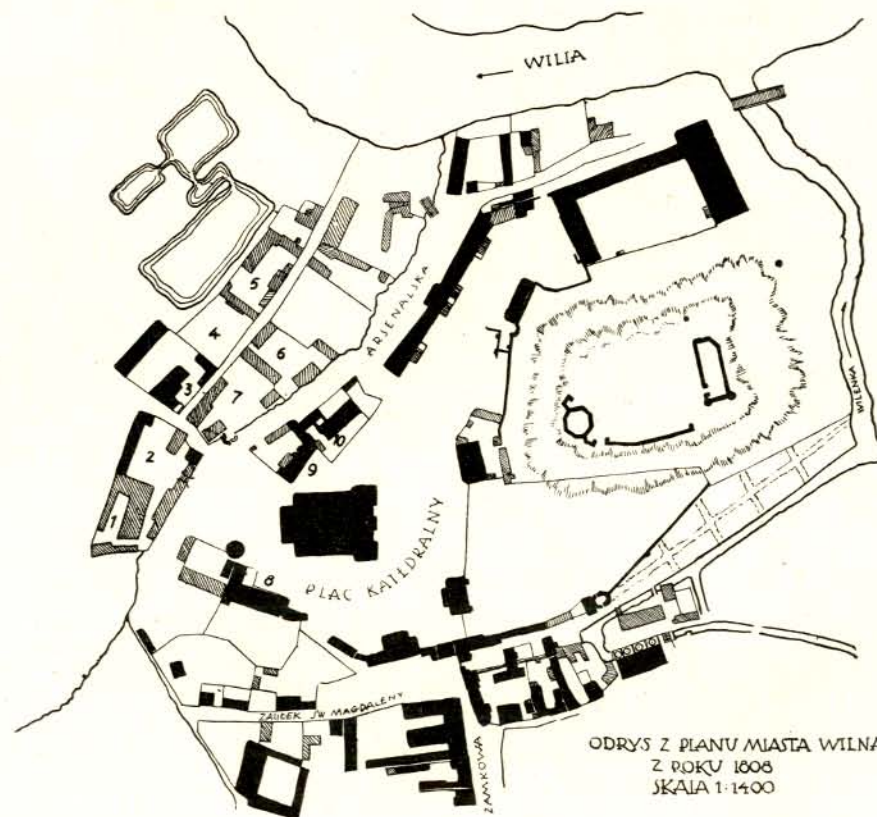 WILIA
ARSENALSKA
5
4
6
3
7
2
10
9
1
WILENKA
PLAC KATEDRALNY
8
ZAUŁEK ŚW MAGDALENY
ZAMKOWA
ODRYS Z PLANU MIASTA WILNA
Z ROKU 1808
SKALA 1:1400